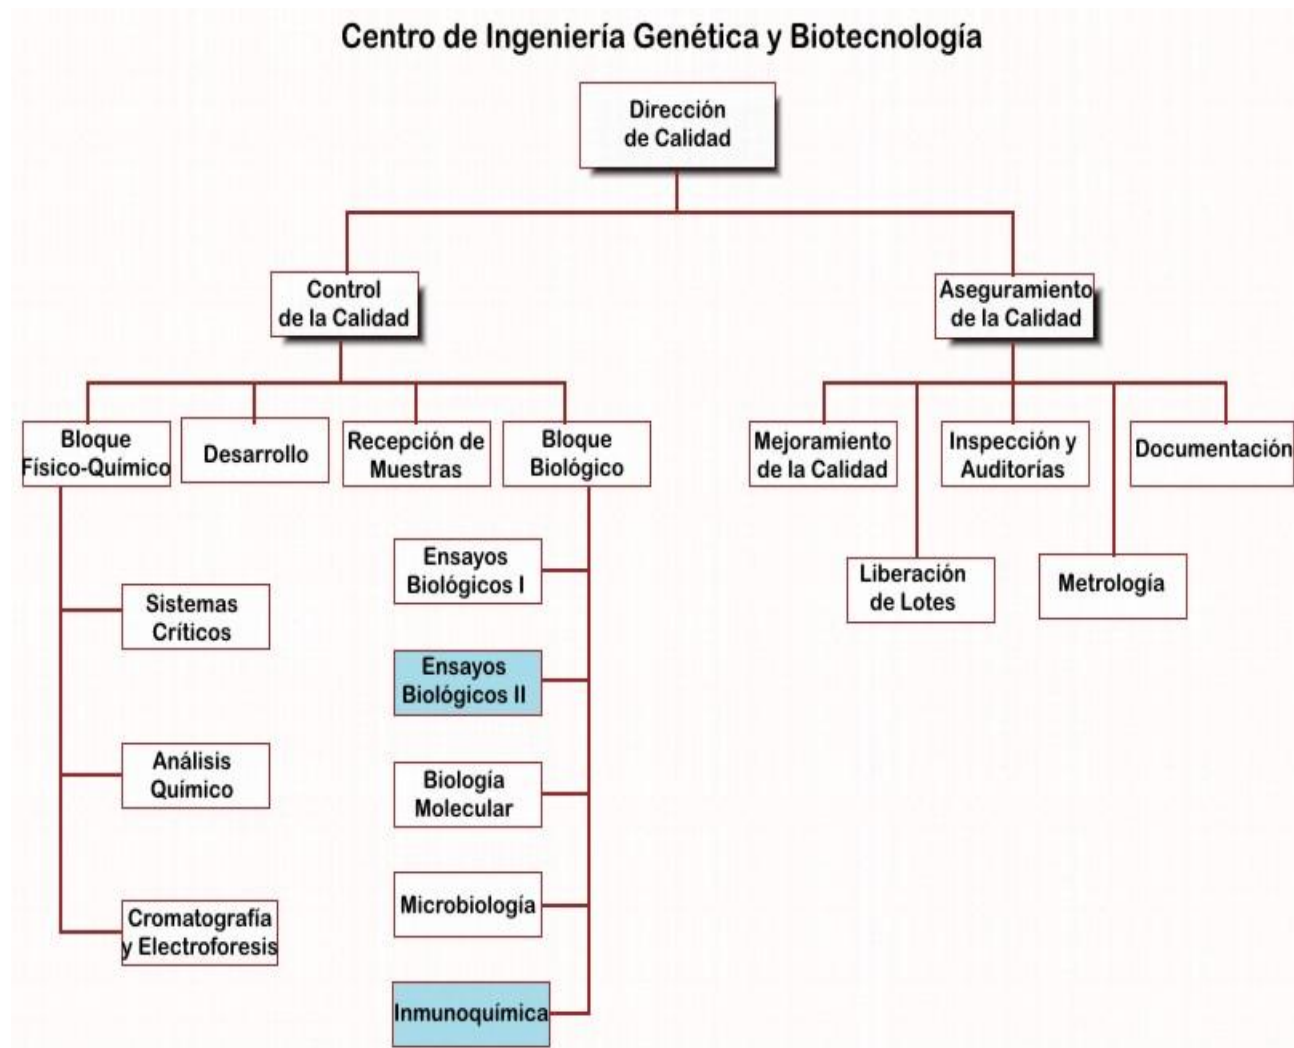 Centro de Ingeniería Genética y Biotecnología
Dirección
de Calidad
Control
de la Calidad
Aseguramiento
de la Calidad
Bloque
Físico-Químico
Desarrollo
Recepción de
Muestras
Bloque
Biológico
Mejoramiento
de la Calidad
Inspección y
Auditorías
Documentación
Liberación
de Lotes
Metrología
Sistemas
Críticos
Análisis
Químico
Cromatografía
y Electroforesis
Ensayos
Biológicos I
Ensayos
Biológicos II
Biología
Molecular
Microbiología
Inmunoquímica